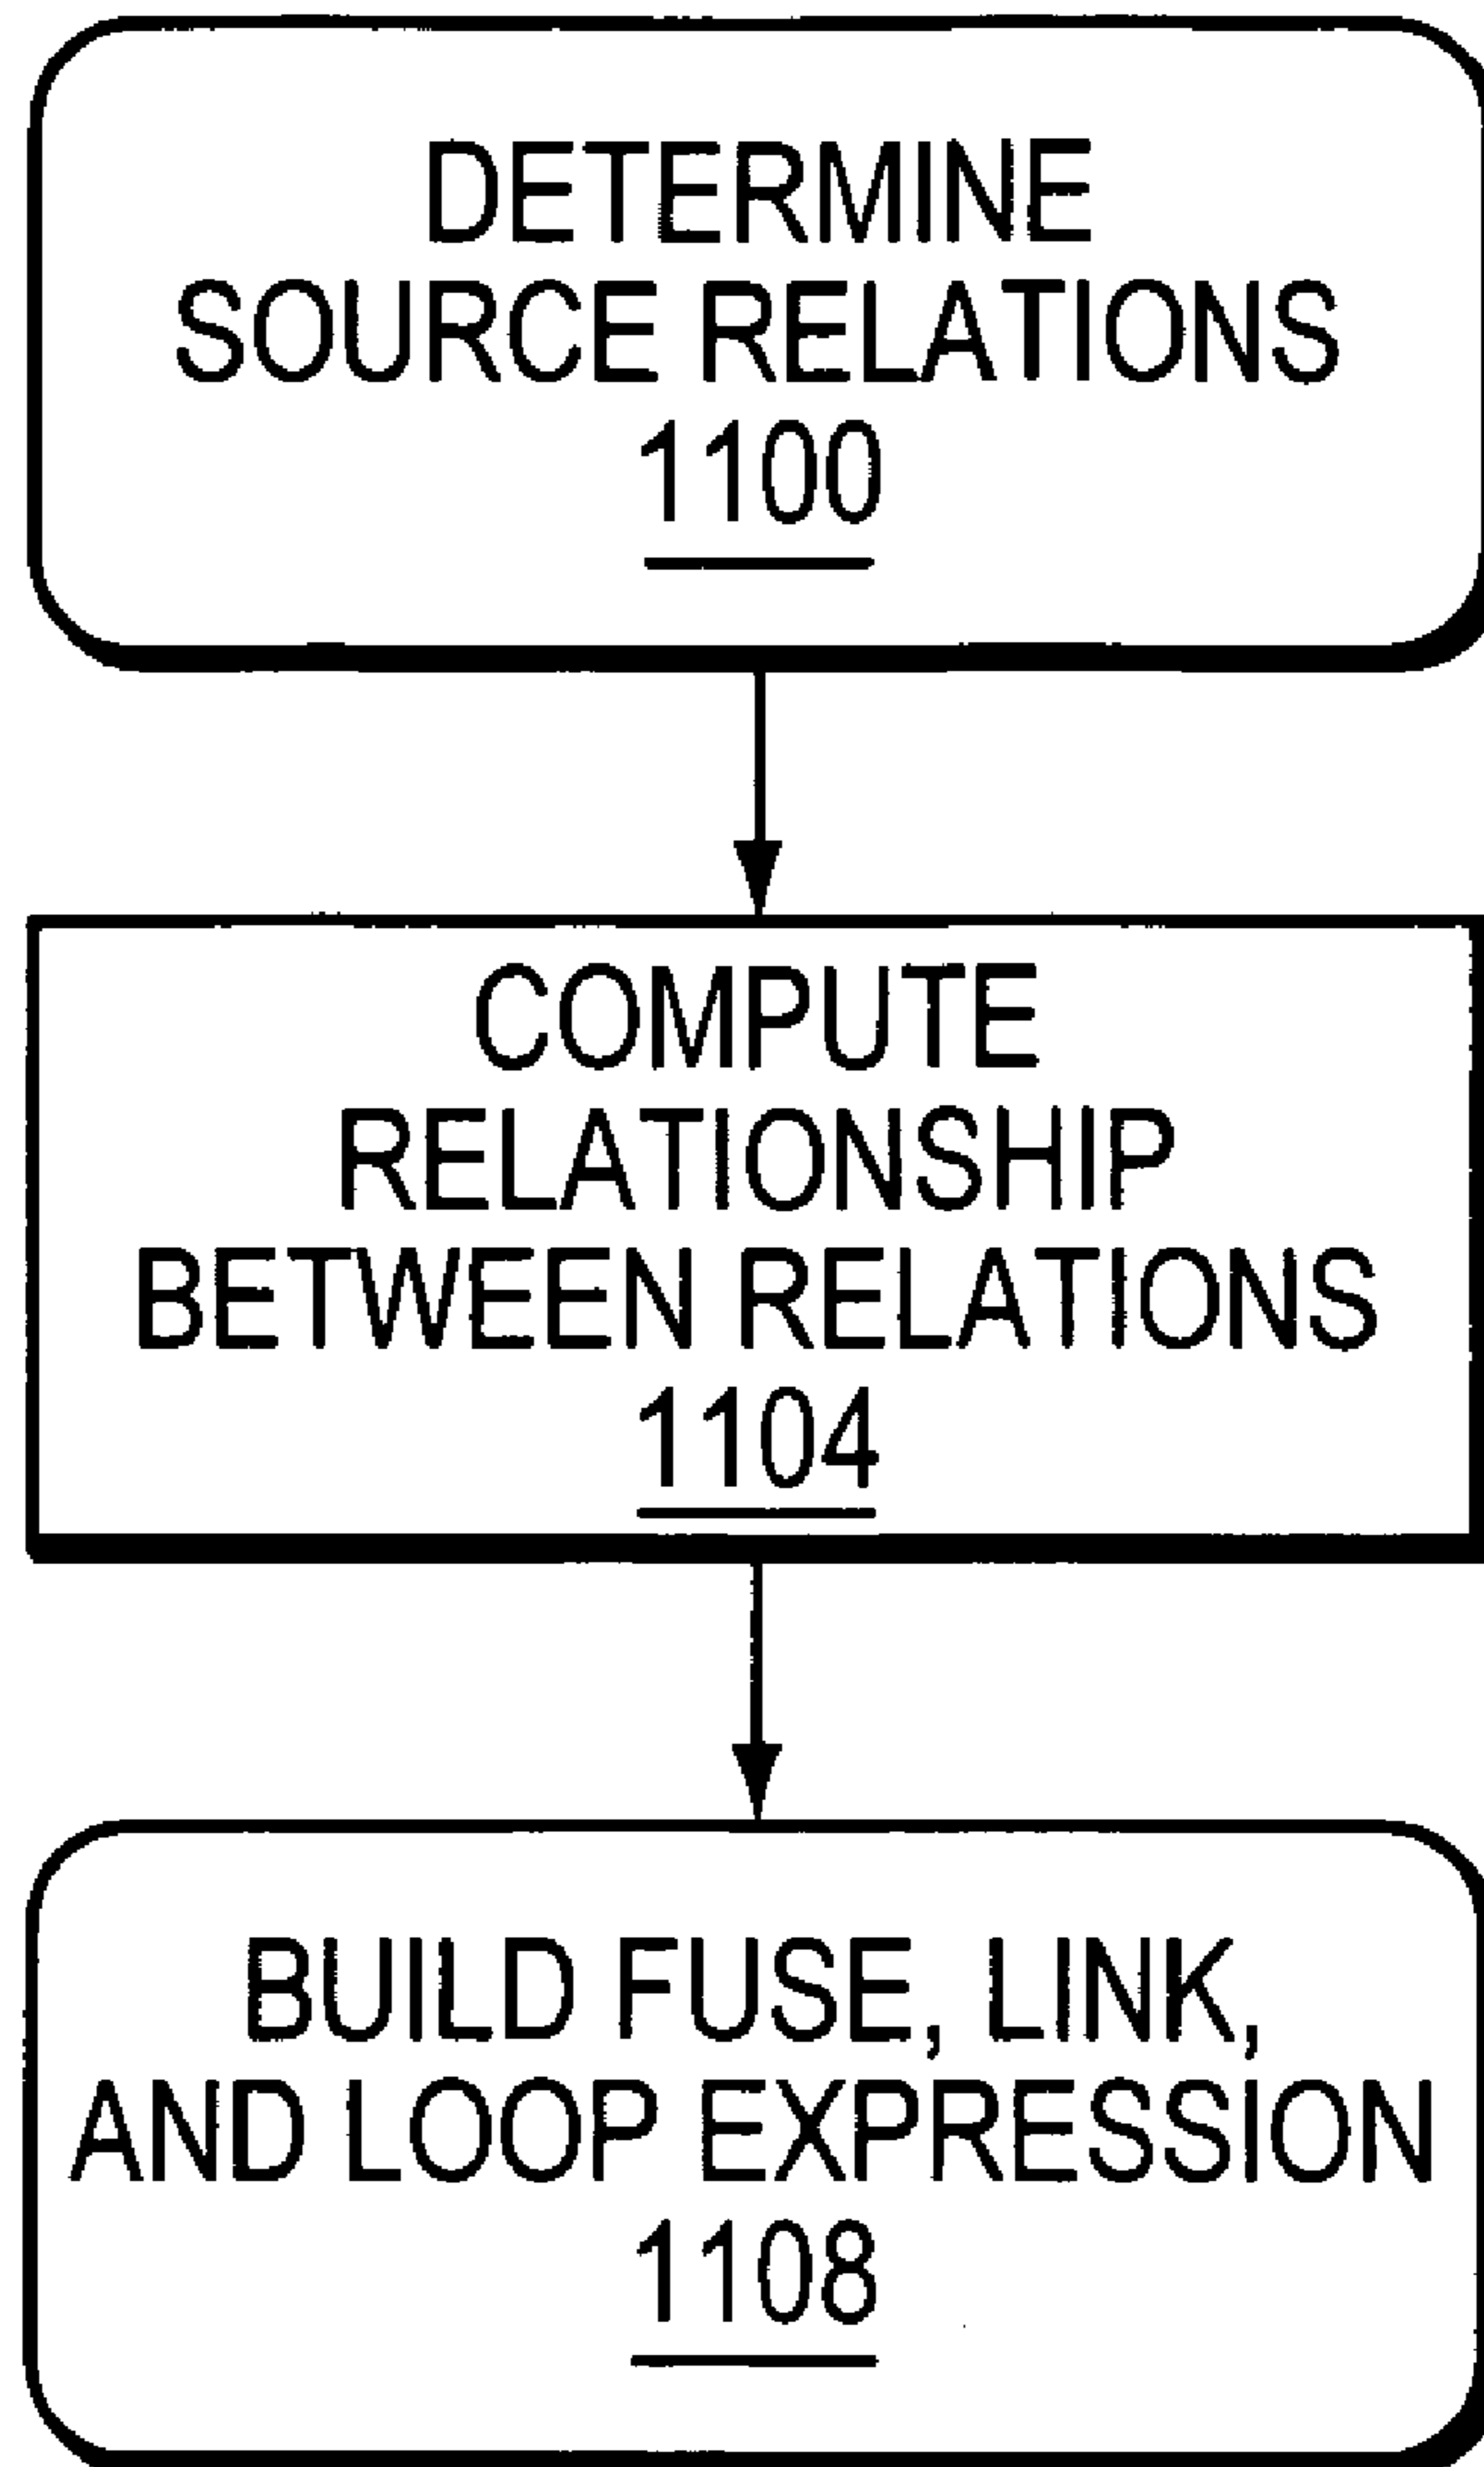 DETERMINE
SOURCE RELATIONS
1100
COMPUTE
RELATIONSHIP
BETWEEN RELATIONS
1104
BUILD FUSE, LINK,
AND LOOP EXPRESSION
1108